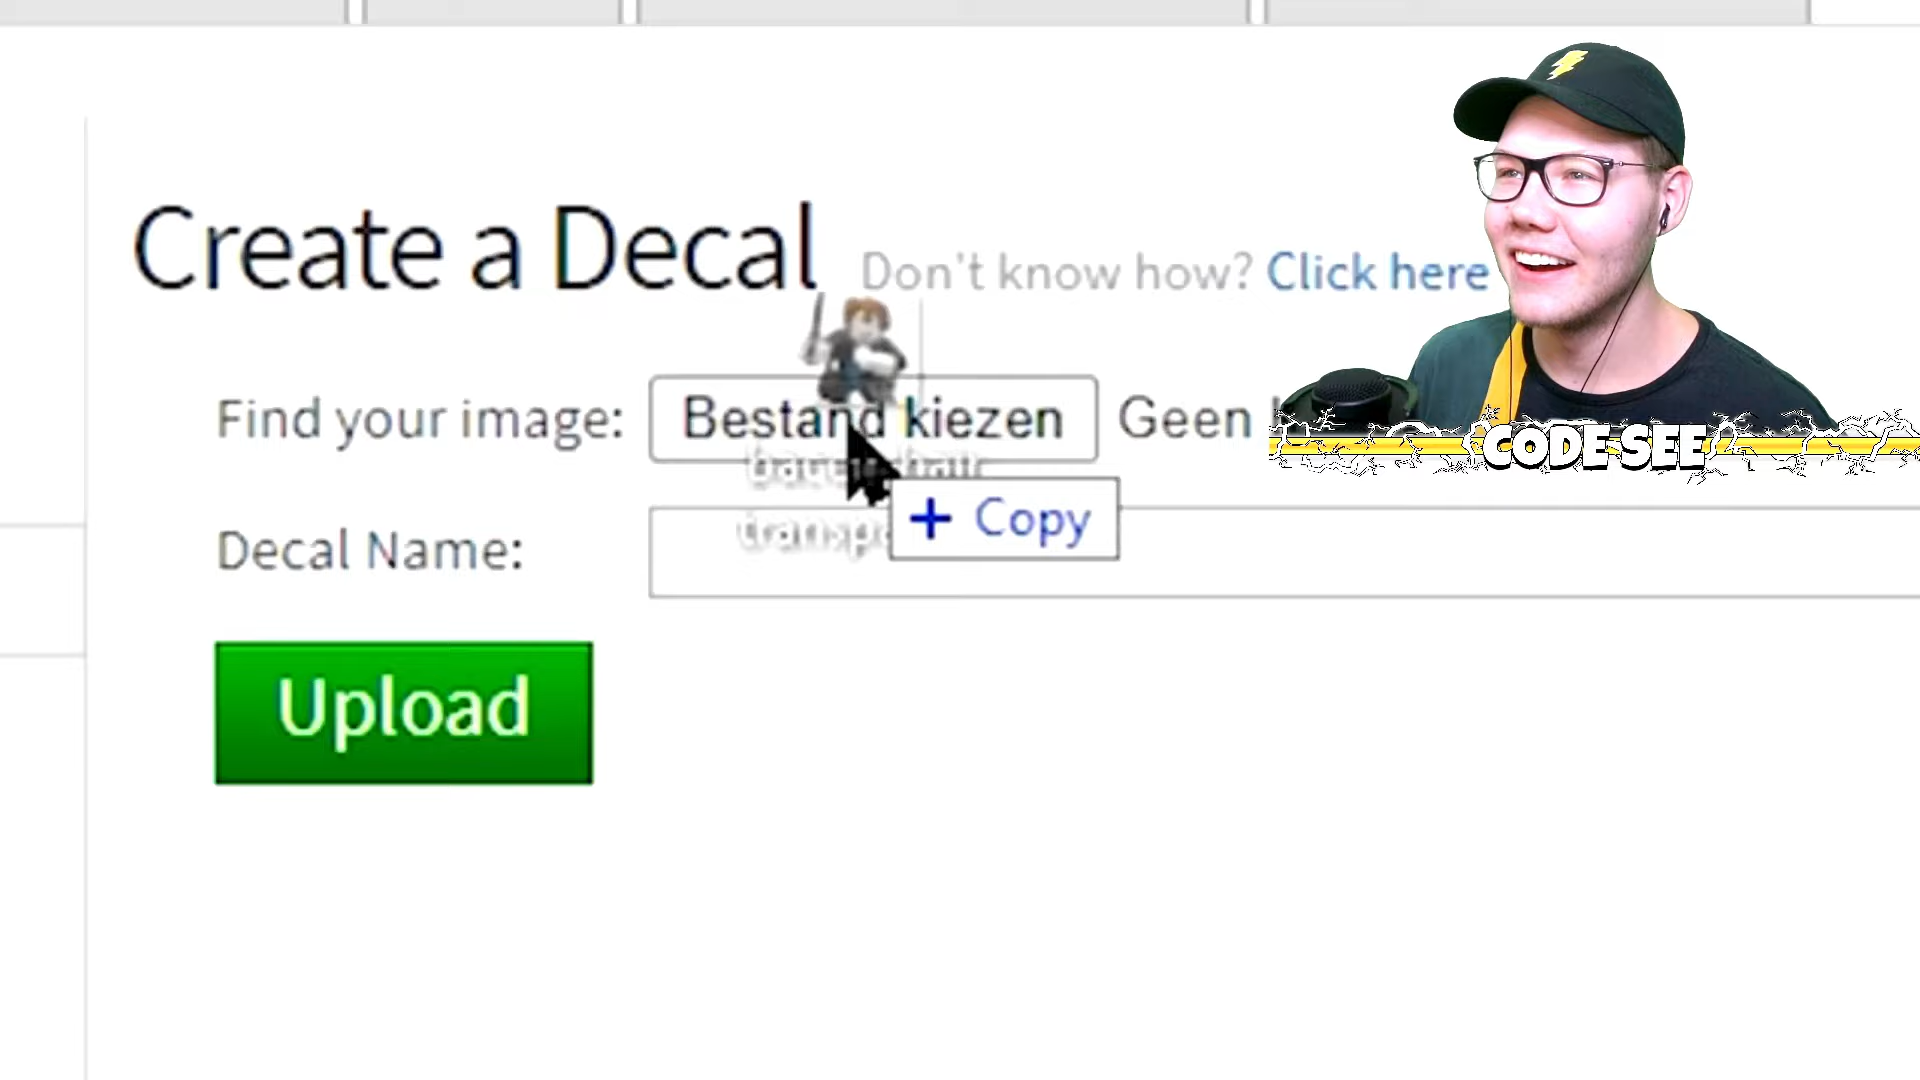 Create a Decal
Don't know how? Click here
Find your image: Bestand kiezen Geen
transp
+ Copy
Decal Name:
Upload
CODE SEE